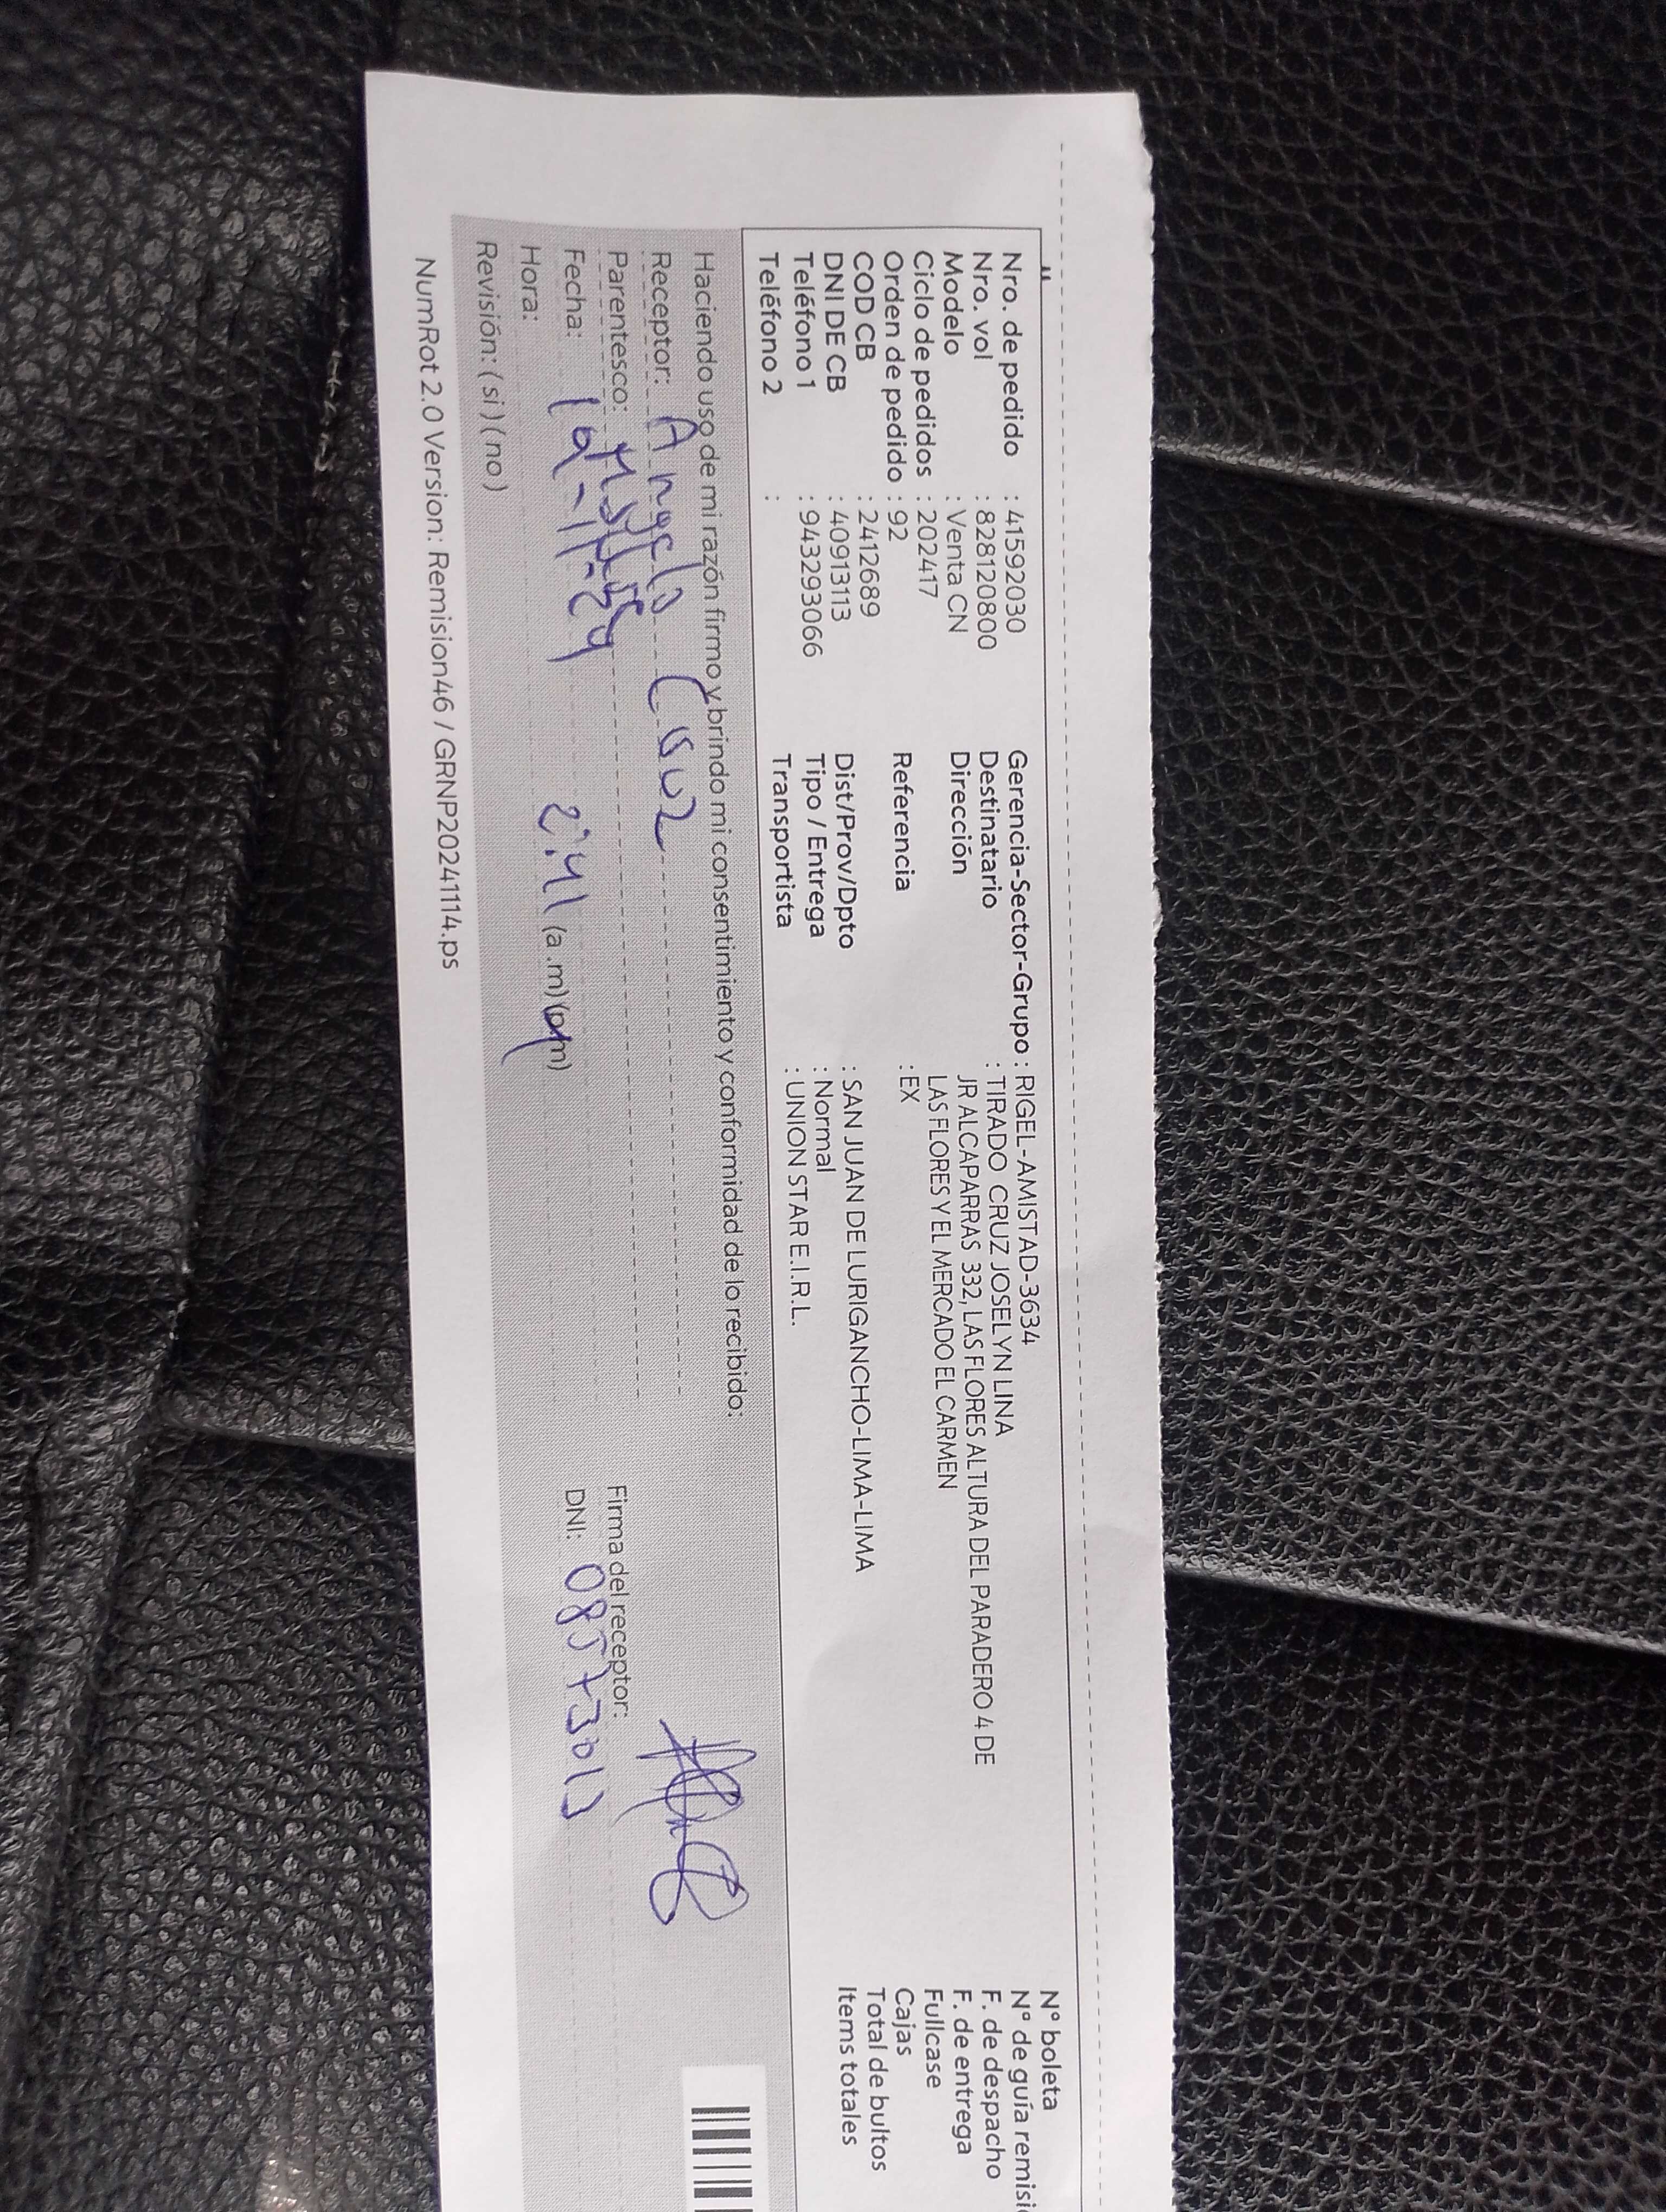 Nro. de pedido : 41592030
Nro. vol : 828120800
Modelo : Venta CN
Ciclo de pedidos : 202417
Orden de pedido : 92
COD CB : 2412689
DNI DE CB : 40913113
Teléfono 1 : 943293066
Teléfono 2 :
Gerencia-Sector-Grupo : RIGEL-AMISTAD-3634
Destinatario : TIRADO CRUZ JOSELYN LINA
Dirección JR ALCAPARRAS 332, LAS FLORES ALTURA DEL PARADERO 4 DE
LAS FLORES Y EL MERCADO EL CARMEN
Referencia : EX
Dist/Prov/Dpto : SAN JUAN DE LURIGANCHO-LIMA-LIMA
Tipo / Entrega : Normal
Transportista : UNION STAR E.I.R.L.
N° boleta
N° de guía remisi
F. de despacho
F. de entrega
Fullcase
Cajas
Total de bultos
Items totales
Haciendo uso de mi razón firmo y brindo mi consentimiento y conformidad de lo recibido:
Receptor: Angelo
Parentesco:
Fecha:
Hora: 2:41 (a.m) (pm)
Revisión: ( si ) ( no )
Firma del receptor:
DNI:
NumRot 2.0 Version: Remision46 / GRNP20241114.ps